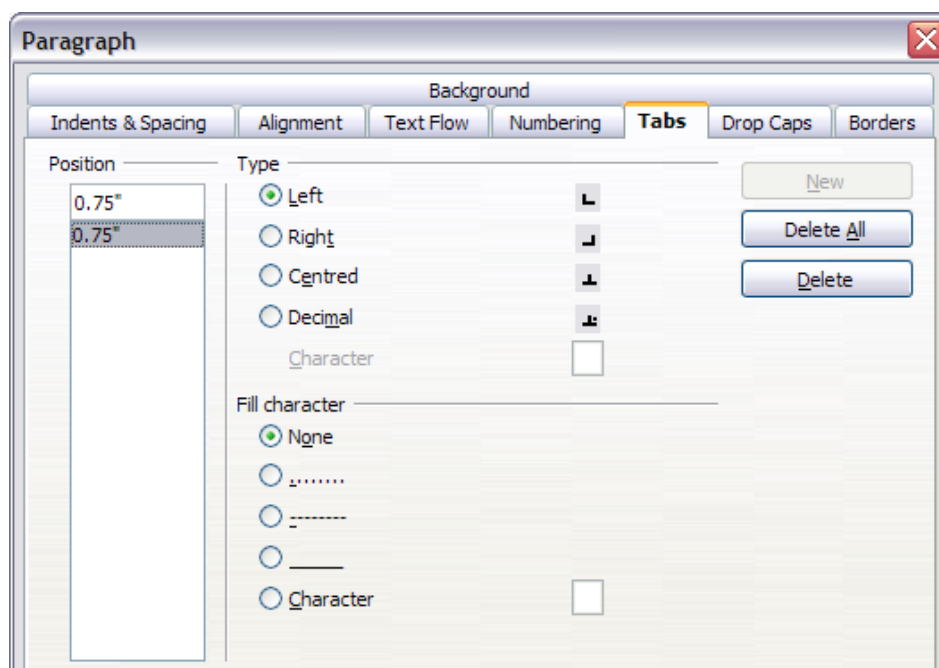 Paragraph
Background
Indents & Spacing Alignment Text Flow Numbering Tabs Drop Caps Borders
Position Type
0.75" Left New
0.75" Right Delete All
Centred Delete
Decimal
Character
Fill character
None
........
--------
_____
Character